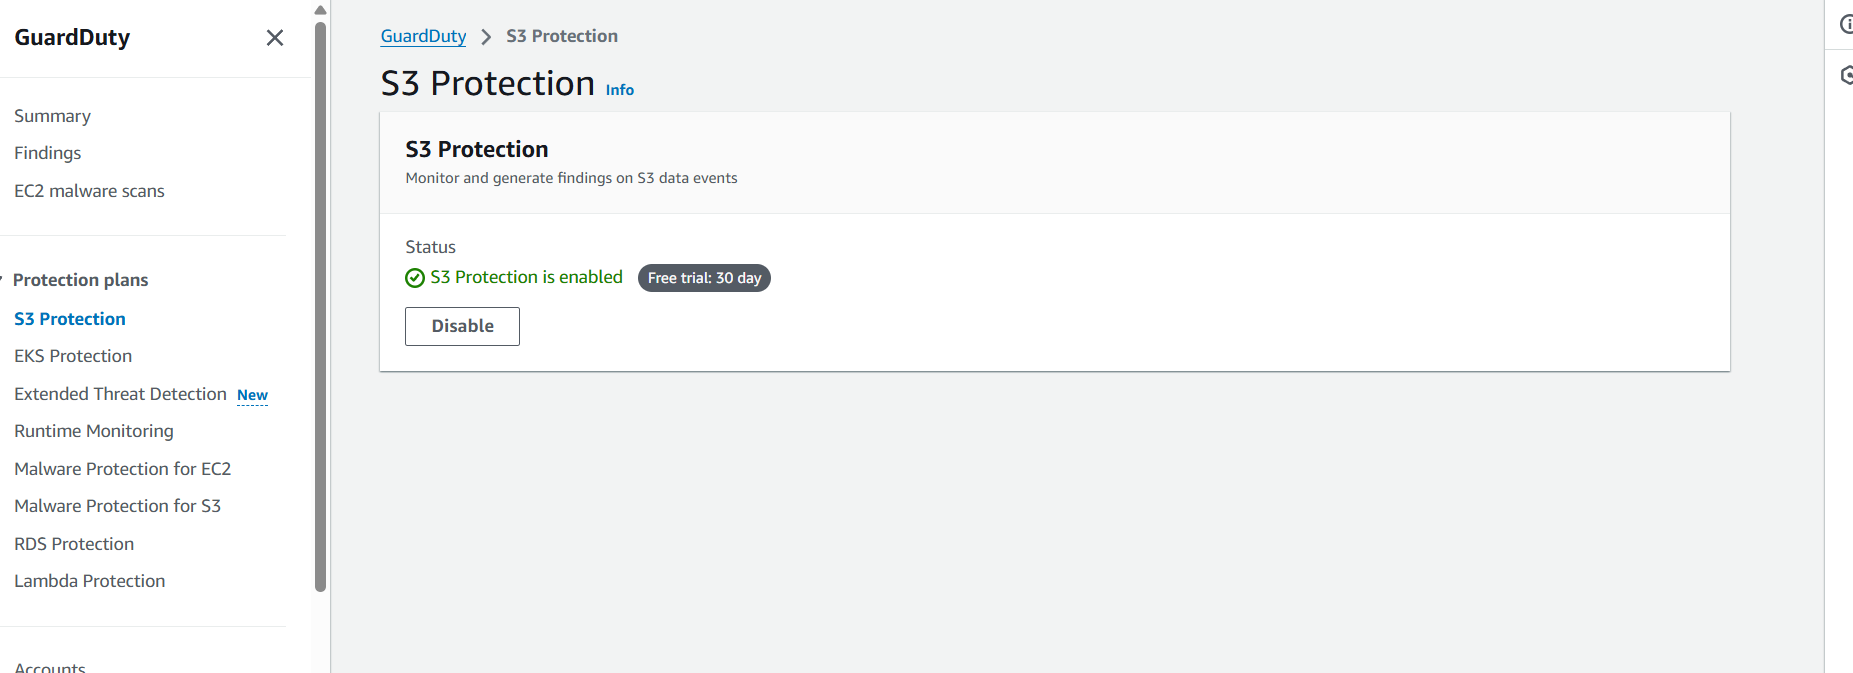 GuardDuty
Summary
Findings
EC2 malware scans
Protection plans
S3 Protection
EKS Protection
Extended Threat Detection New
Runtime Monitoring
Malware Protection for EC2
Malware Protection for S3
RDS Protection
Lambda Protection
Accounts
GuardDuty > S3 Protection
S3 Protection Info
S3 Protection
Monitor and generate findings on S3 data events
Status
S3 Protection is enabled Free trial: 30 day
Disable